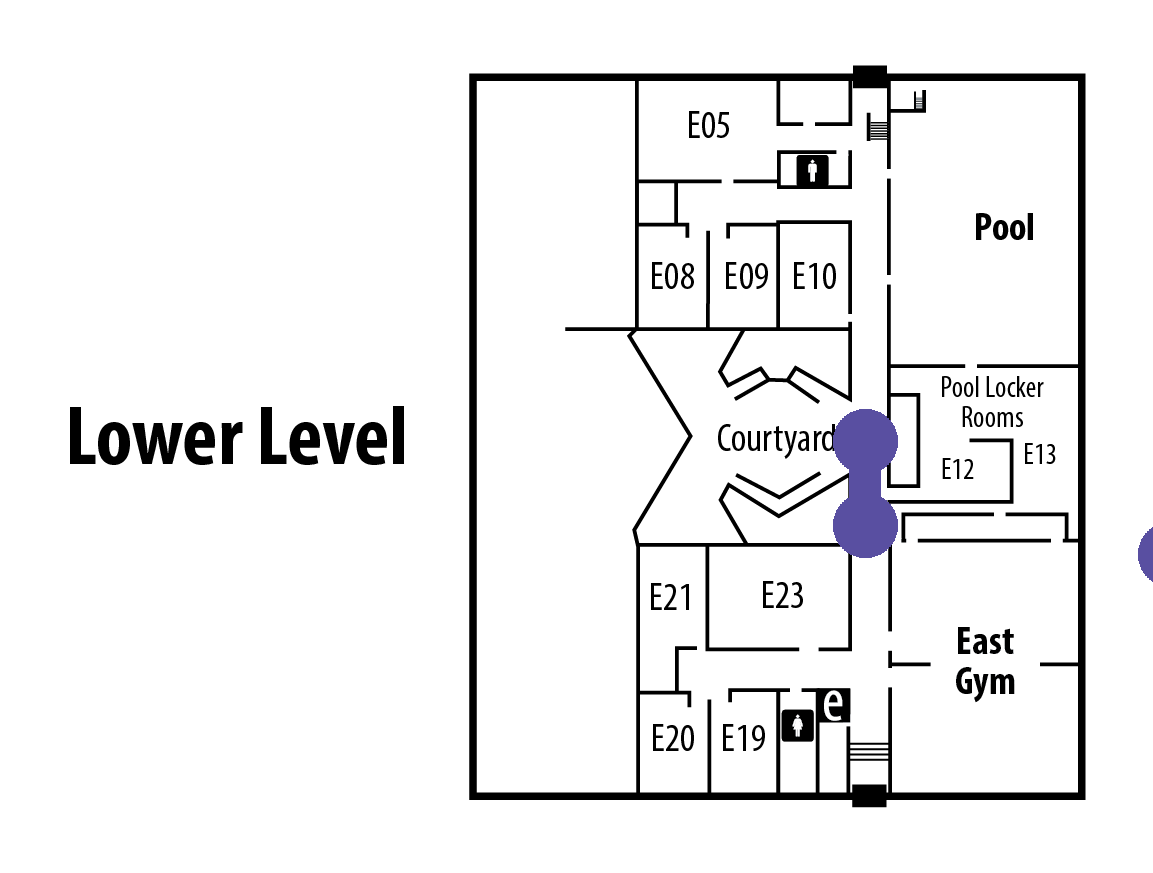 E05
Pool
E08
E09
E10
Pool Locker
Rooms
Lower Level
Courtyard
E12
E13
E21
E23
East
Gym
e
E20
E19